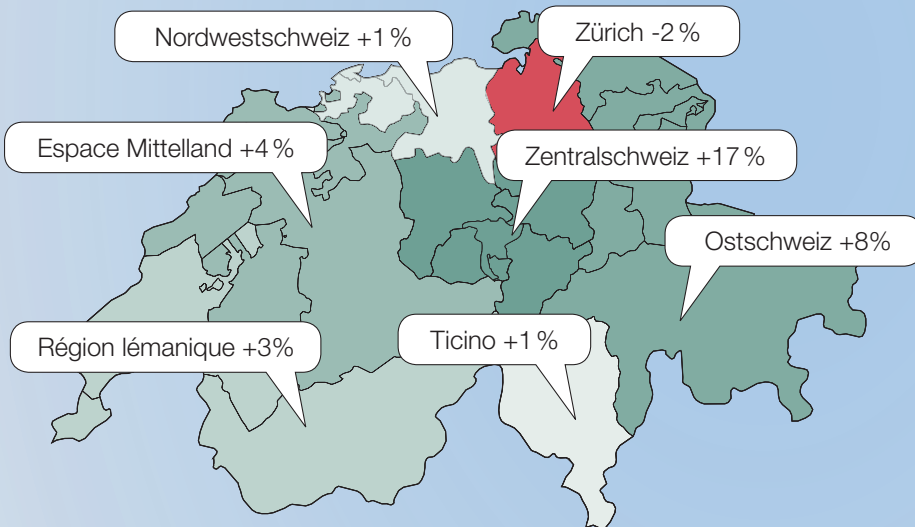 Nordwestschweiz +1 %
Zürich -2 %
Espace Mittelland +4 %
Zentralschweiz +17 %
Ostschweiz +8%
Région lémanique +3%
Ticino +1 %